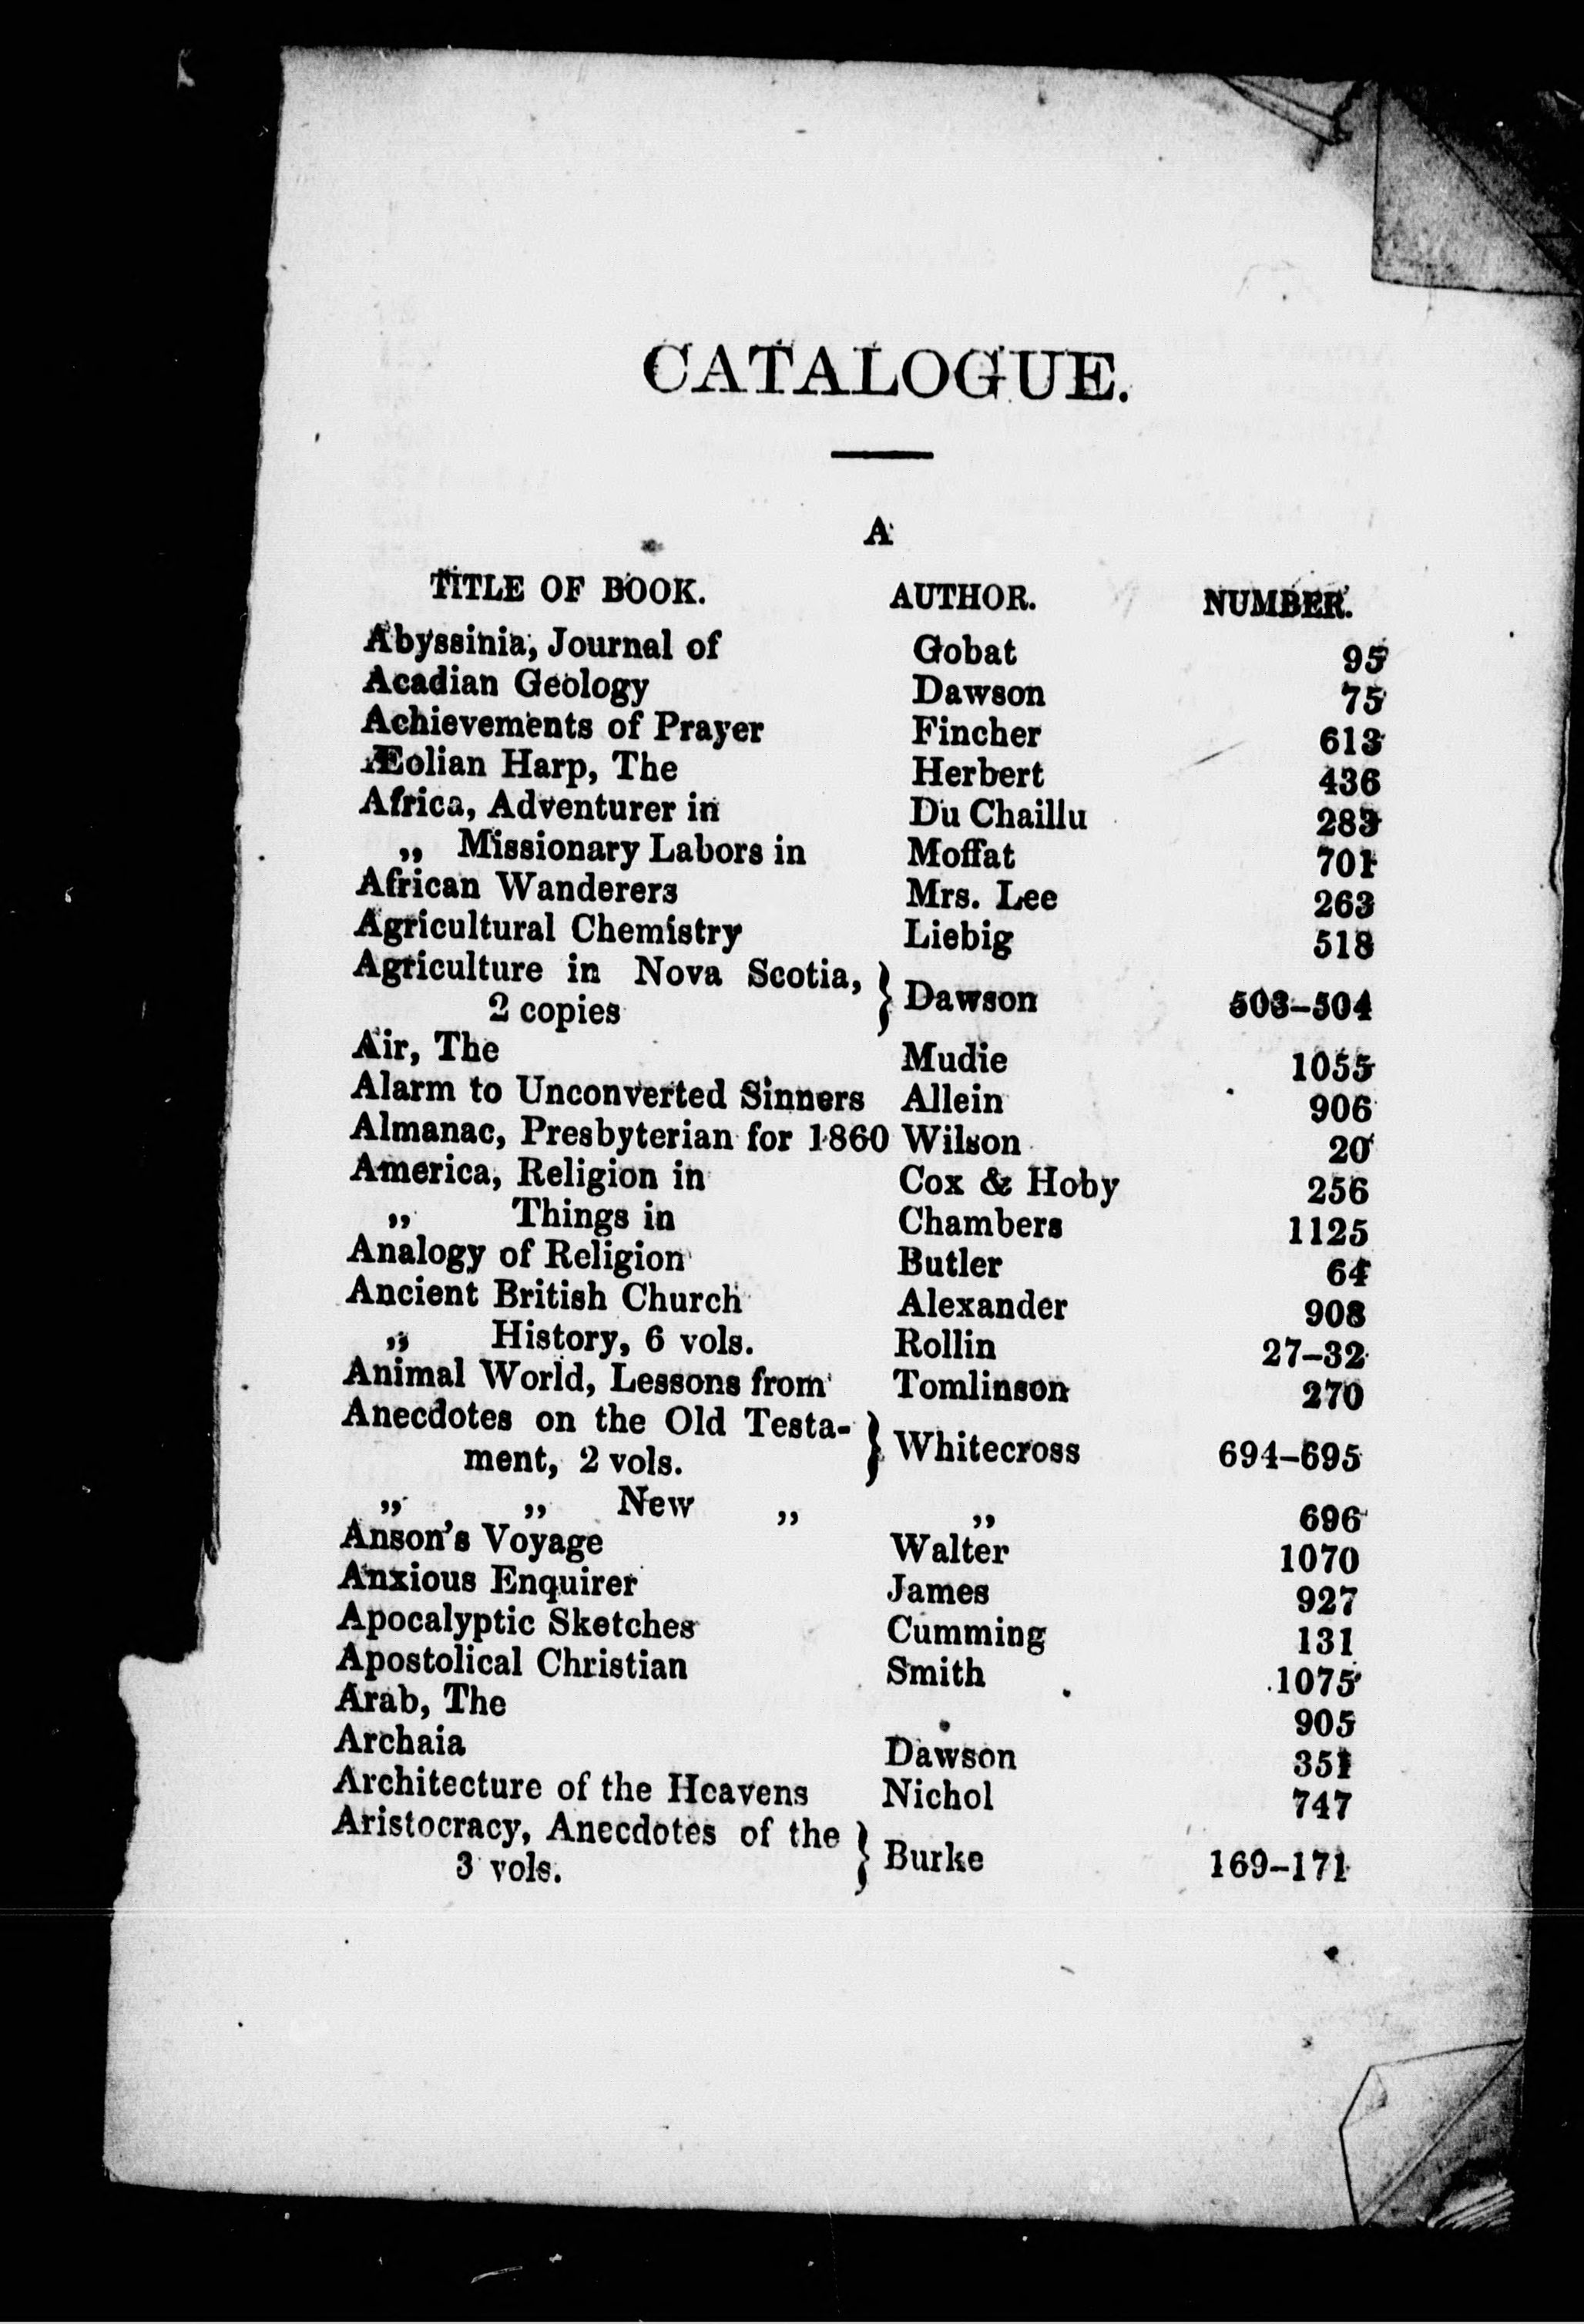 CATALOGUE.
A
TITLE OF BOOK. AUTHOR. NUMBER.
Abyssinia, Journal of Gobat 95
Acadian Geology Dawson 75
Achievements of Prayer Fincher 613
Æolian Harp, The Herbert 436
Africa, Adventurer in Du Chaillu 283
„ Missionary Labors in Moffat 701
African Wanderers Mrs. Lee 263
Agricultural Chemistry Liebig 518
Agriculture in Nova Scotia,
2 copies } Dawson 503–504
Air, The Mudie 1055
Alarm to Unconverted Sinners Allein 906
Almanac, Presbyterian for 1860 Wilson 20
America, Religion in Cox & Hoby 256
„ Things in Chambers 1125
Analogy of Religion Butler 64
Ancient British Church Alexander 908
„ History, 6 vols. Rollin 27–32
Animal World, Lessons from Tomlinson 270
Anecdotes on the Old Testa-
ment, 2 vols. } Whitecross 694–695
„ „ New „ „ 696
Anson's Voyage Walter 1070
Anxious Enquirer James 927
Apocalyptic Sketches Cumming 131
Apostolical Christian Smith 1075
Arab, The 905
Archaia Dawson 351
Architecture of the Heavens Nichol 747
Aristocracy, Anecdotes of the
3 vols. } Burke 169–171